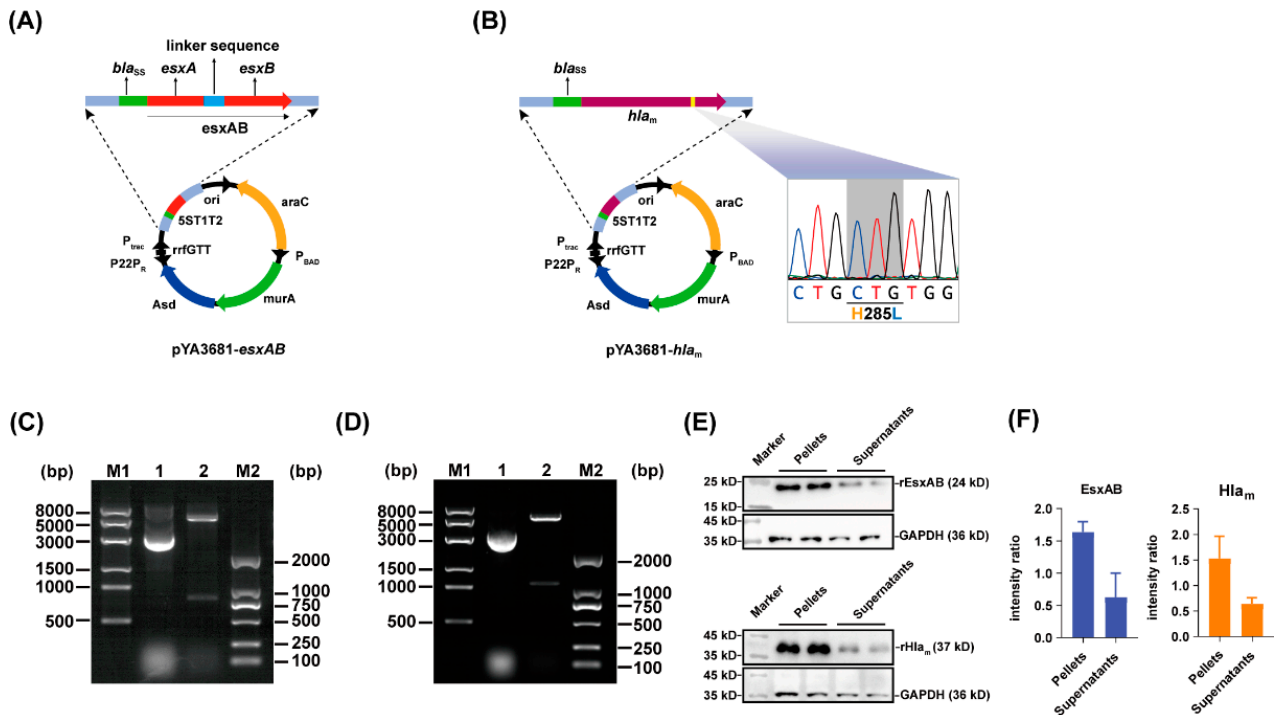 (A)
linker sequence
blaSS
esxA
esxB
esxAB
ori
araC
5ST1T2
Ptrac
rrfGTT
P22PR
PBAD
Asd
murA
pYA3681-esxAB
(B)
blaSS
hlam
ori
araC
5ST1T2
Ptrac
rrfGTT
P22PR
PBAD
Asd
murA
pYA3681-hlam
C T G C T G T G G
H285L
(C)
(bp) M1 1 2 M2 (bp)
8000
5000
3000
1500
1000
500
2000
1000
750
500
250
100
(D)
(bp) M1 1 2 M2 (bp)
8000
5000
3000
1500
1000
500
2000
1000
750
500
250
100
(E)
Marker
Pellets
Supernatants
25 kD
15 kD
rEsxAB (24 kD)
45 kD
35 kD
GAPDH (36 kD)
Marker
Pellets
Supernatants
45 kD
35 kD
rHlam (37 kD)
45 kD
35 kD
GAPDH (36 kD)
(F)
EsxAB
intensity ratio
2.0
1.5
1.0
0.5
0.0
Pellets
Supernatants
Hlam
intensity ratio
2.0
1.5
1.0
0.5
0.0
Pellets
Supernatants